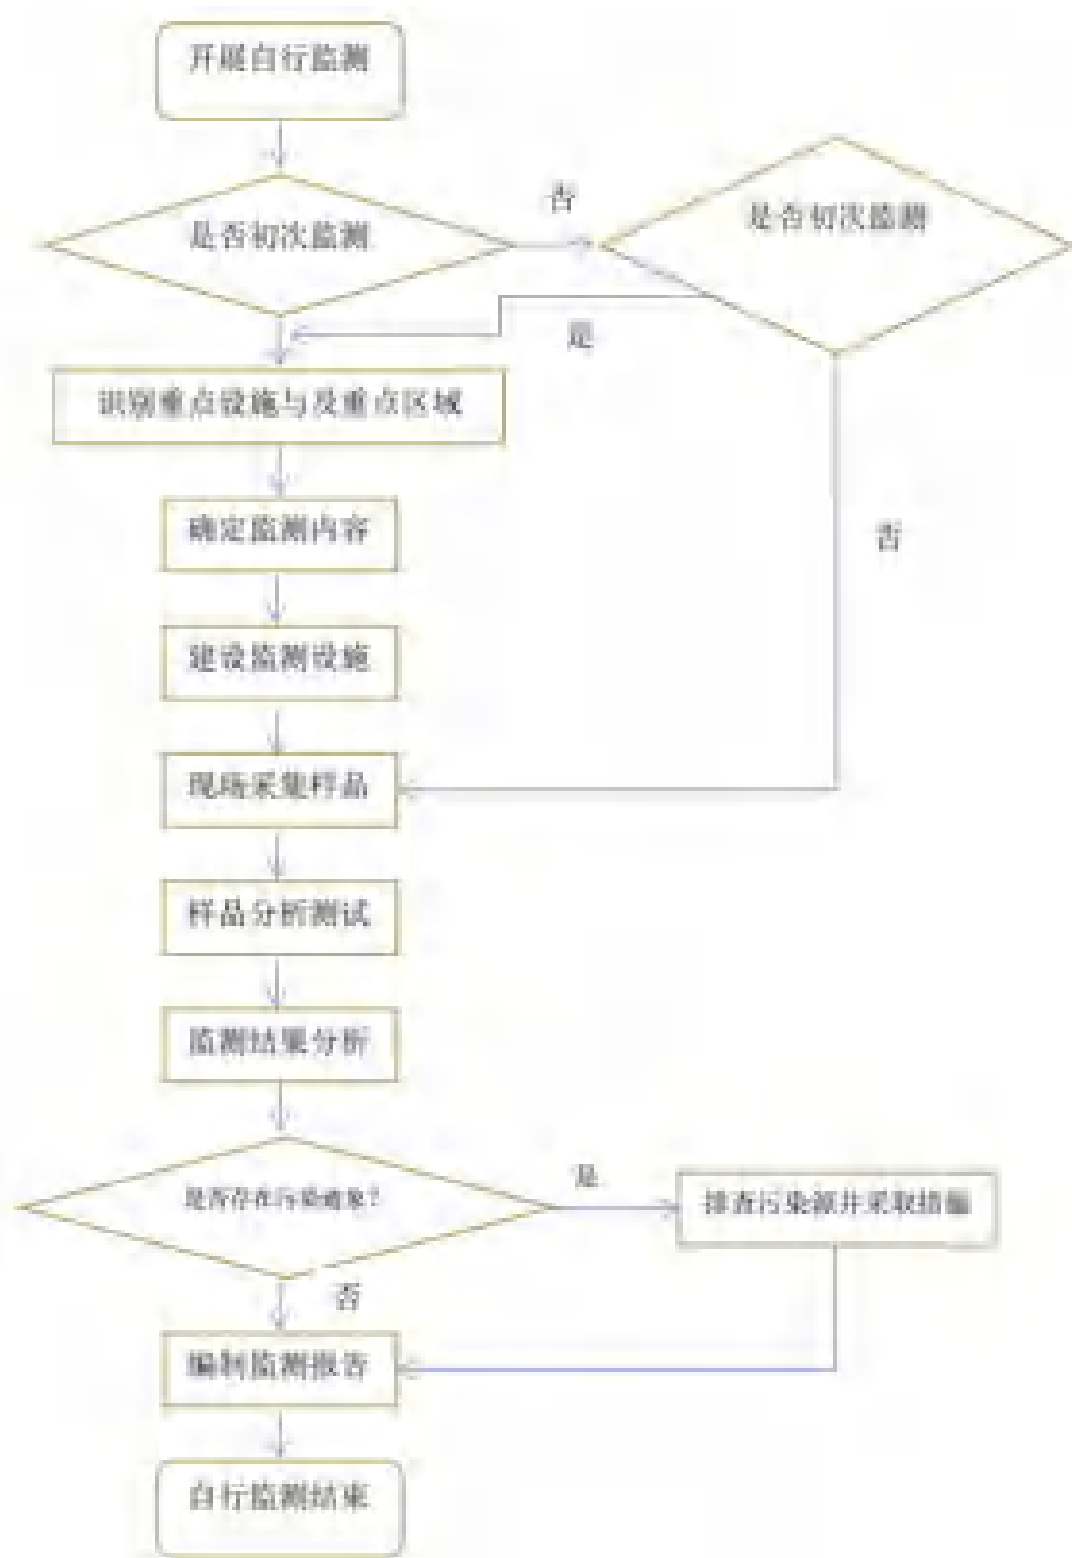 开展自行监测
否
是否初次监测
是否初次监测
是
识别重点设施与及重点区域
确定监测内容
否
建设监测设施
现场采集样品
样品分析测试
监测结果分析
是
是否存在污染迹象?
排查污染源并采取措施
否
编制监测报告
自行监测结束